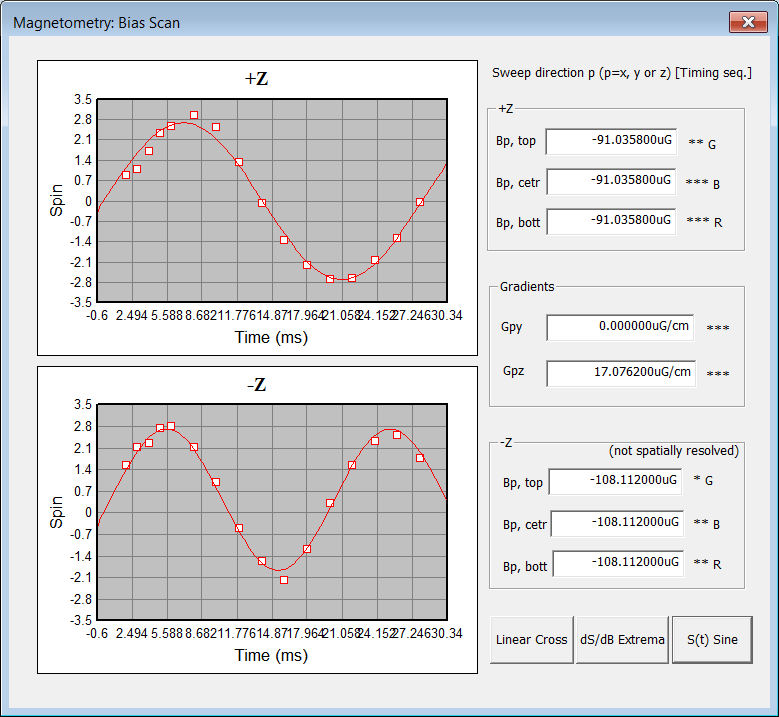 Magnetometry: Bias Scan
+Z
3.5
2.8
2.1
1.4
0.7
0
-0.7
-1.4
-2.1
-2.8
-3.5
Spin
-0.6 2.494 5.588 8.682 11.776 14.87 17.964 21.058 24.152 27.246 30.34
Time (ms)
-Z
3.5
2.8
2.1
1.4
0.7
0
-0.7
-1.4
-2.1
-2.8
-3.5
Spin
-0.6 2.494 5.588 8.682 11.776 14.87 17.964 21.058 24.152 27.246 30.34
Time (ms)
Sweep direction p (p=x, y or z) [Timing seq.]
+Z
Bp, top -91.035800uG ** G
Bp, cetr -91.035800uG *** B
Bp, bott -91.035800uG *** R
Gradients
Gpy 0.000000uG/cm ***
Gpz 17.076200uG/cm ***
-Z
(not spatially resolved)
Bp, top -108.112000uG * G
Bp, cetr -108.112000uG ** B
Bp, bott -108.112000uG ** R
Linear Cross dS/dB Extrema S(t) Sine